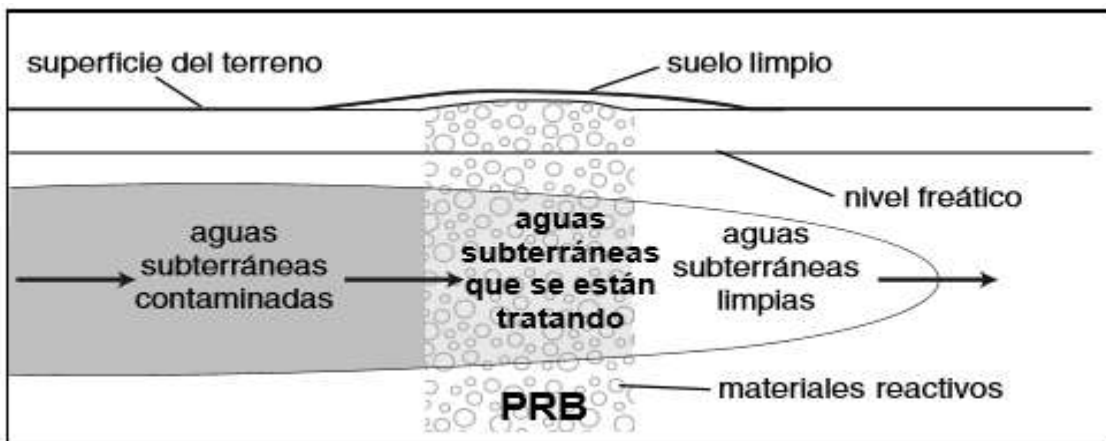 superficie del terreno
suelo limpio
nivel freático
aguas
subterráneas
contaminadas
aguas
subterráneas
que se están
tratando
aguas
subterráneas
limpias
materiales reactivos
PRB